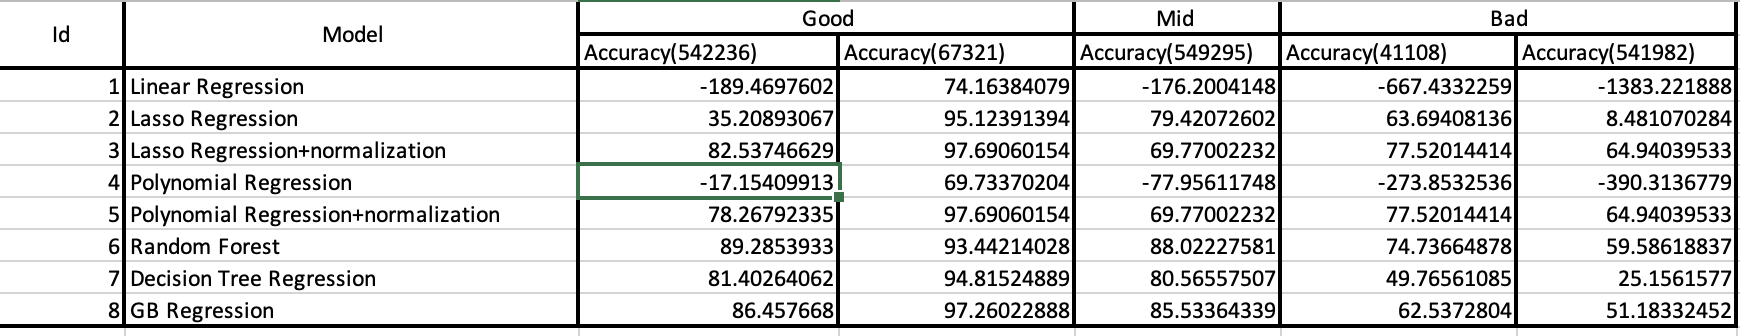 Id Model Good Mid Bad
Accuracy(542236) Accuracy(67321) Accuracy(549295) Accuracy(41108) Accuracy(541982)
1 Linear Regression -189.4697602 74.16384079 -176.2004148 -667.4332259 -1383.221888
2 Lasso Regression 35.20893067 95.12391394 79.42072602 63.69408136 8.481070284
3 Lasso Regression+normalization 82.53746629 97.69060154 69.77002232 77.52014414 64.94039533
4 Polynomial Regression -17.15409913 69.73370204 -77.95611748 -273.8532536 -390.3136779
5 Polynomial Regression+normalization 78.26792335 97.69060154 69.77002232 77.52014414 64.94039533
6 Random Forest 89.2853933 93.44214028 88.02227581 74.73664878 59.58618837
7 Decision Tree Regression 81.40264062 94.81524889 80.56557507 49.76561085 25.1561577
8 GB Regression 86.457668 97.26022888 85.53364339 62.5372804 51.18332452